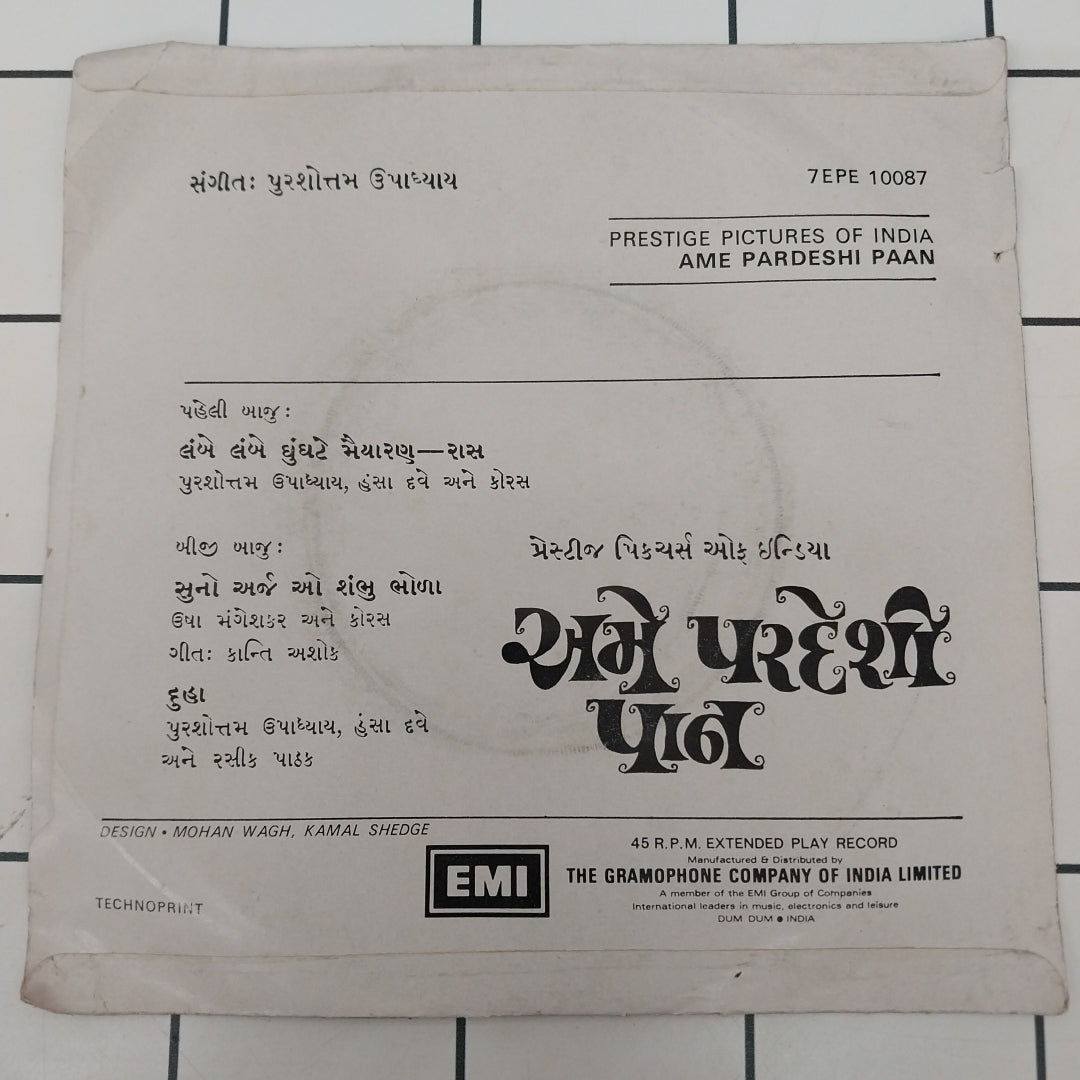 સંગીતઃ પુરશોત્તમ ઉપાધ્યાય
7EPE 10087
PRESTIGE PICTURES OF INDIA
AME PARDESHI PAAN
પહેલી બાજુ :
લંબે લંબે ઘુંઘટે મૈયારણ—રાસ
પુરશોત્તમ ઉપાધ્યાય, હંસા દવે અને કોરસ
બીજી બાજુ :
સુનો અર્જ ઓ શંભુ ભોળા
ઉષા મંગેશકર અને કોરસ
ગીતઃ કાન્તિ અશોક
દુહા
પુરશોત્તમ ઉપાધ્યાય, હંસા દવે
અને રસીક પાઠક
પ્રેસ્ટીજ પિકચર્સ ઓફ ઇન્ડિયા
અમે પરદેશી
પાન
DESIGN • MOHAN WAGH, KAMAL SHEDGE
TECHNOPRINT
EMI
45 R.P.M. EXTENDED PLAY RECORD
Manufactured & Distributed by
THE GRAMOPHONE COMPANY OF INDIA LIMITED
A member of the EMI Group of Companies
International leaders in music, electronics and leisure
DUM DUM ● INDIA